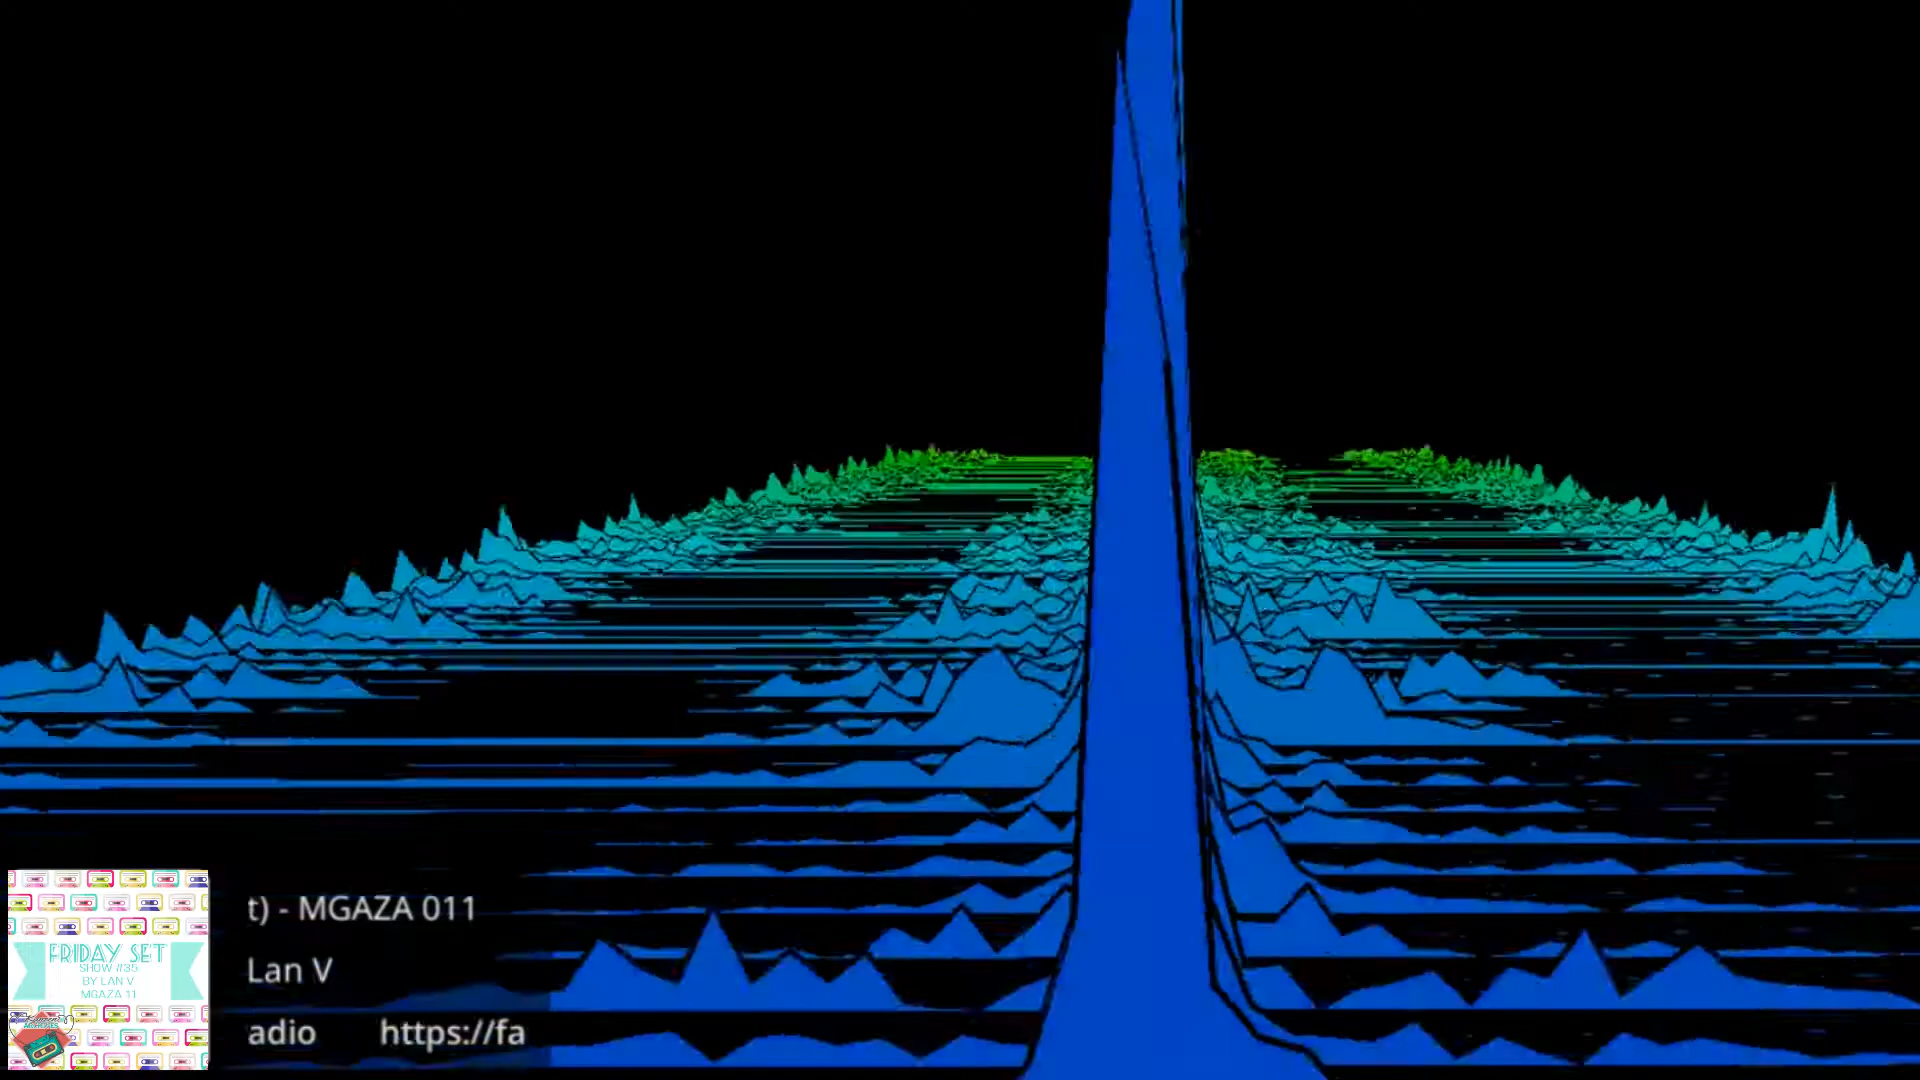 t) - MGAZA 011
Lan V
adio https://fa
FRIDAY SET
SHOW #35
BY LAN V
MGAZA 11